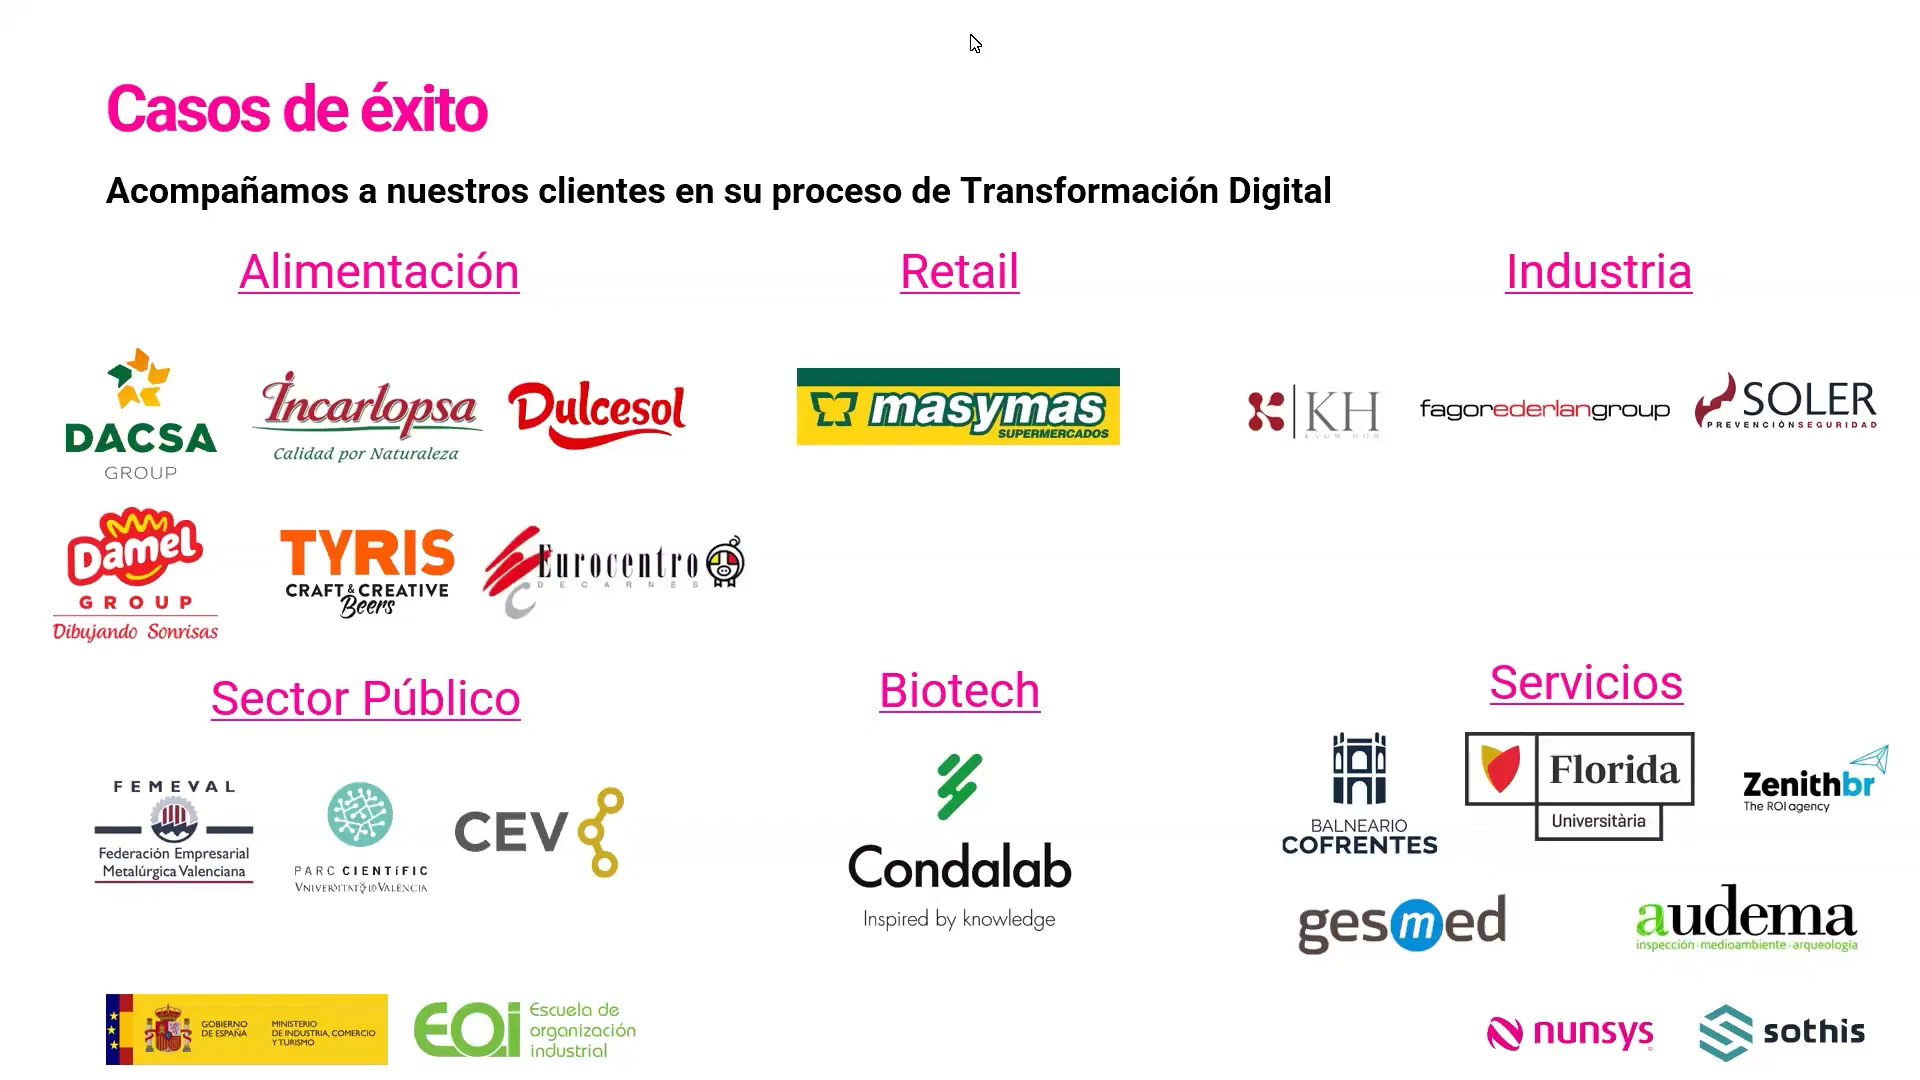 Casos de éxito
Acompañamos a nuestros clientes en su proceso de Transformación Digital
Alimentación
DACSA
GROUP
Incarlopsa
Calidad por Naturaleza
Dulcesol
Damel
GROUP
Dibujando Sonrisas
TYRIS
CRAFT & CREATIVE
Beers
Eurocentro
DE CARNES
Retail
masymas
SUPERMERCADOS
Industria
KH
KNOW HOW
fagorederlangroup
SOLER
PREVENCIÓNSEGURIDAD
Sector Público
FEMEVAL
Federación Empresarial
Metalúrgica Valenciana
PARC CIENTÍFIC
UNIVERSITAT ID VALÈNCIA
CEV
Biotech
Condalab
Inspired by knowledge
Servicios
BALNEARIO
COFRENTES
Florida
Universitària
Zenithbr
The ROI agency
gesmed
audema
inspección·medioambiente·arqueología
GOBIERNO
DE ESPAÑA
MINISTERIO
DE INDUSTRIA, COMERCIO
Y TURISMO
EOi
Escuela de
organización
industrial
nunsys
sothis